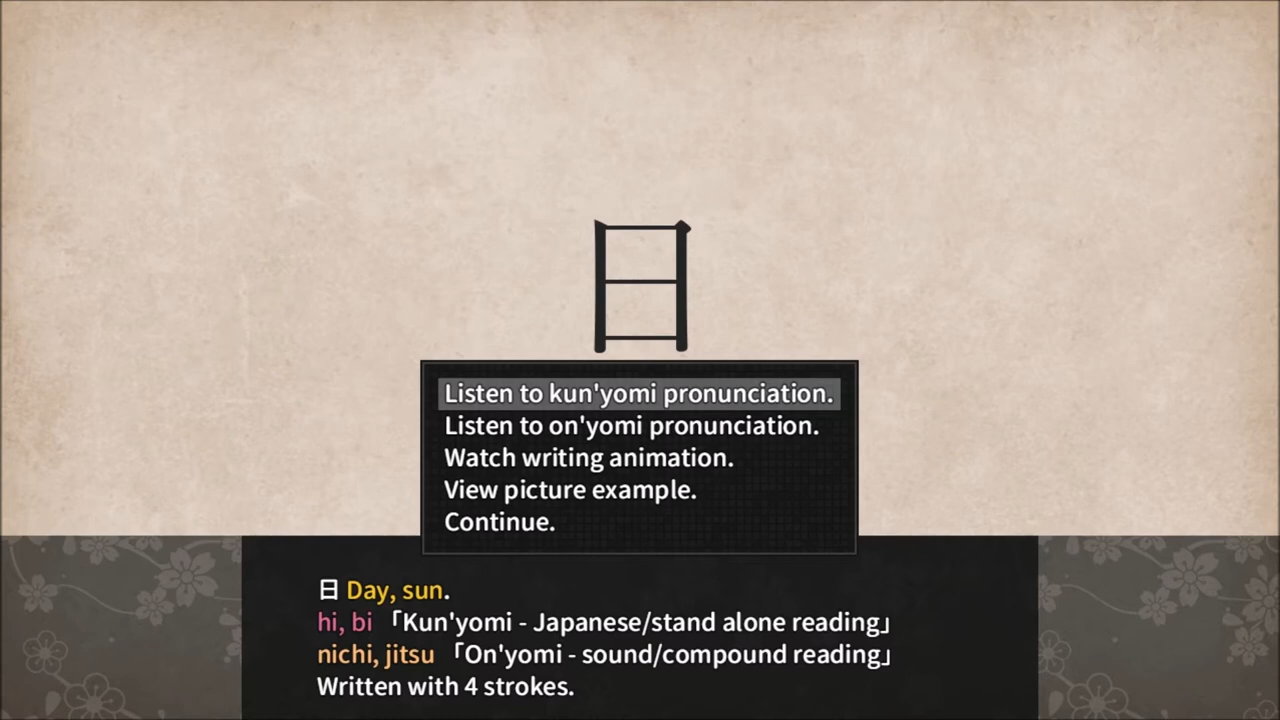 日
Listen to kun'yomi pronunciation.
Listen to on'yomi pronunciation.
Watch writing animation.
View picture example.
Continue.
日 Day, sun.
hi, bi 「Kun'yomi - Japanese/stand alone reading」
nichi, jitsu 「On'yomi - sound/compound reading」
Written with 4 strokes.